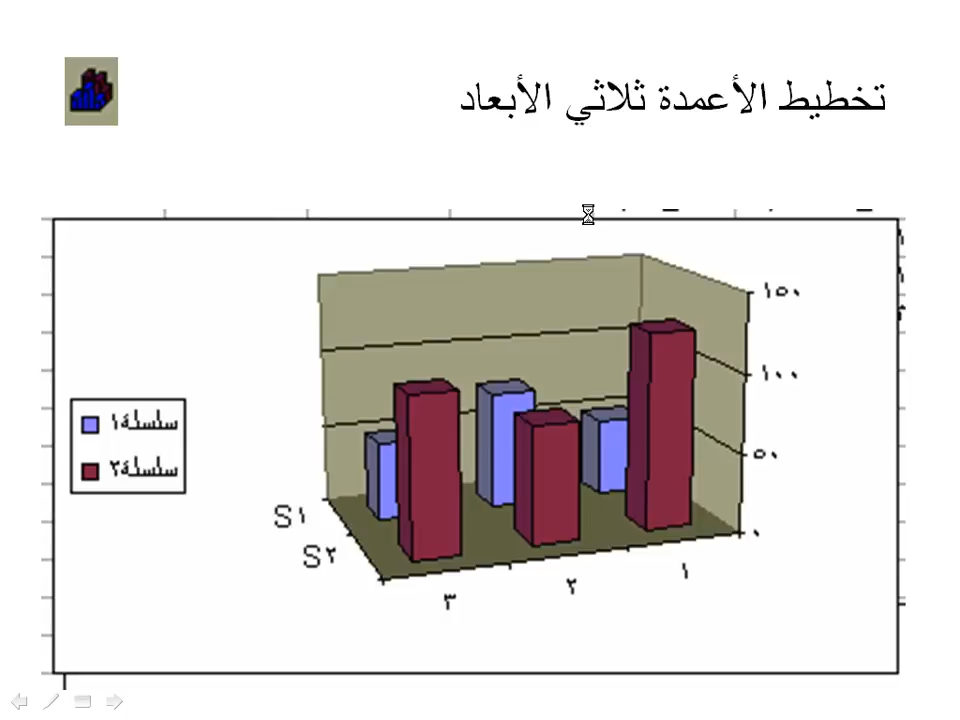 تخطيط الأعمدة ثلاثي الأبعاد
١٥٠
١٠٠
٥٠
٠
سلسلة١
سلسلة٢
S١
S٢
٣
٢
١